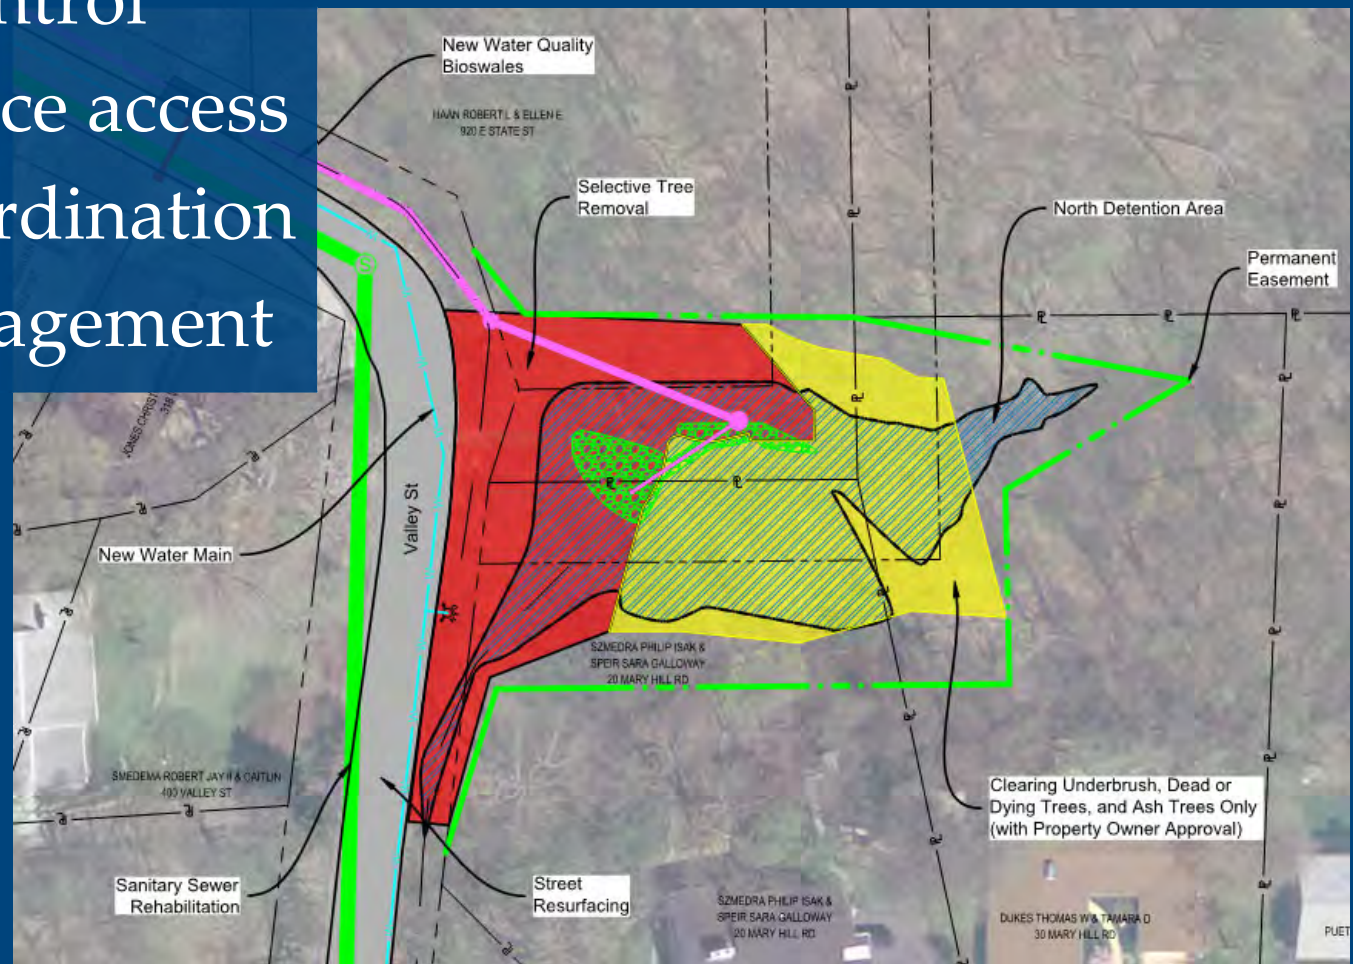 ntrol
ce access
rdination
agement
New Water Quality
Bioswales
HAAN ROBERT L & ELLEN E
920 E STATE ST
Selective Tree
Removal
North Detention Area
Permanent
Easement
JONES CHRIST
318
Valley St
New Water Main
SZMEDRA PHILIP ISAK &
SPEIR SARA GALLOWAY
20 MARY HILL RD
SMEDEMA ROBERT JAY II & CAITLIN
400 VALLEY ST
Clearing Underbrush, Dead or
Dying Trees, and Ash Trees Only
(with Property Owner Approval)
Sanitary Sewer
Rehabilitation
Street
Resurfacing
SZMEDRA PHILIP ISAK &
SPEIR SARA GALLOWAY
20 MARY HILL RD
DUKES THOMAS W & TAMARA D
30 MARY HILL RD
PUET